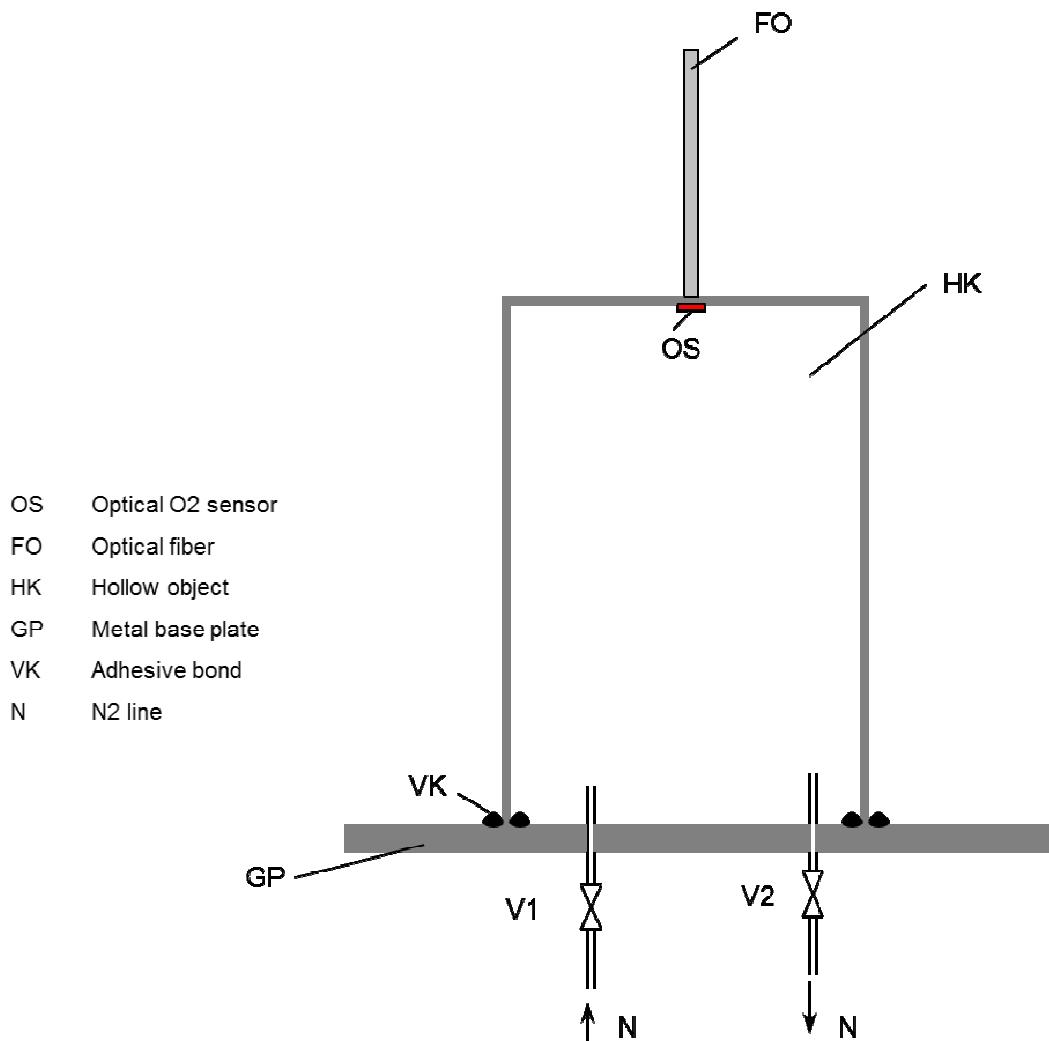 FO
HK
OS
OS Optical O2 sensor
FO Optical fiber
HK Hollow object
GP Metal base plate
VK Adhesive bond
N N2 line
VK
GP
V1
V2
N
N